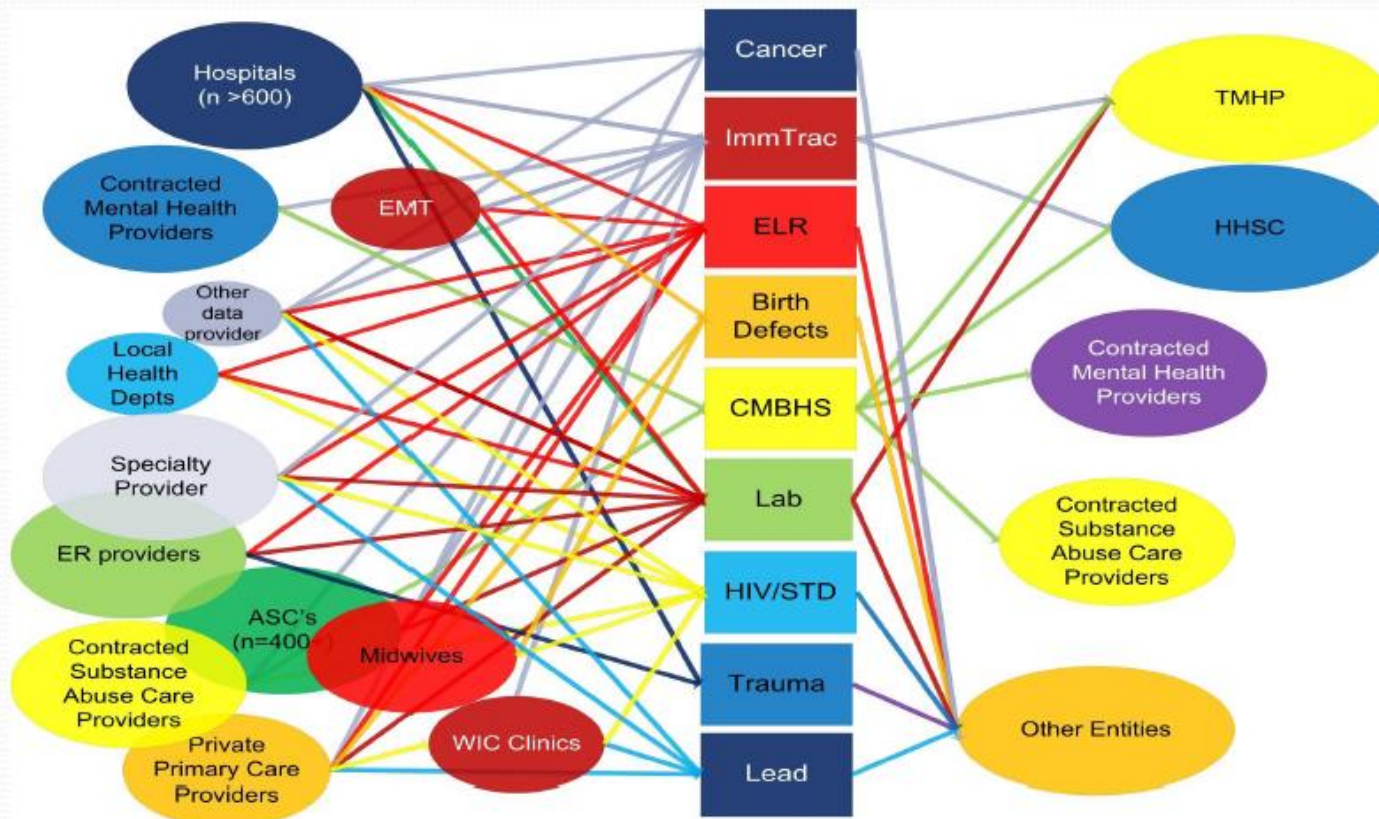 Hospitals
(n >600)
Contracted
Mental Health
Providers
EMT
Other
data
provider
Local
Health
Depts
Specialty
Provider
ER providers
ASC's
(n=400+)
Midwives
Contracted
Substance
Abuse Care
Providers
WIC Clinics
Private
Primary Care
Providers
Cancer
ImmTrac
ELR
Birth
Defects
CMBHS
Lab
HIV/STD
Trauma
Lead
TMHP
HHSC
Contracted
Mental Health
Providers
Contracted
Substance
Abuse Care
Providers
Other Entities